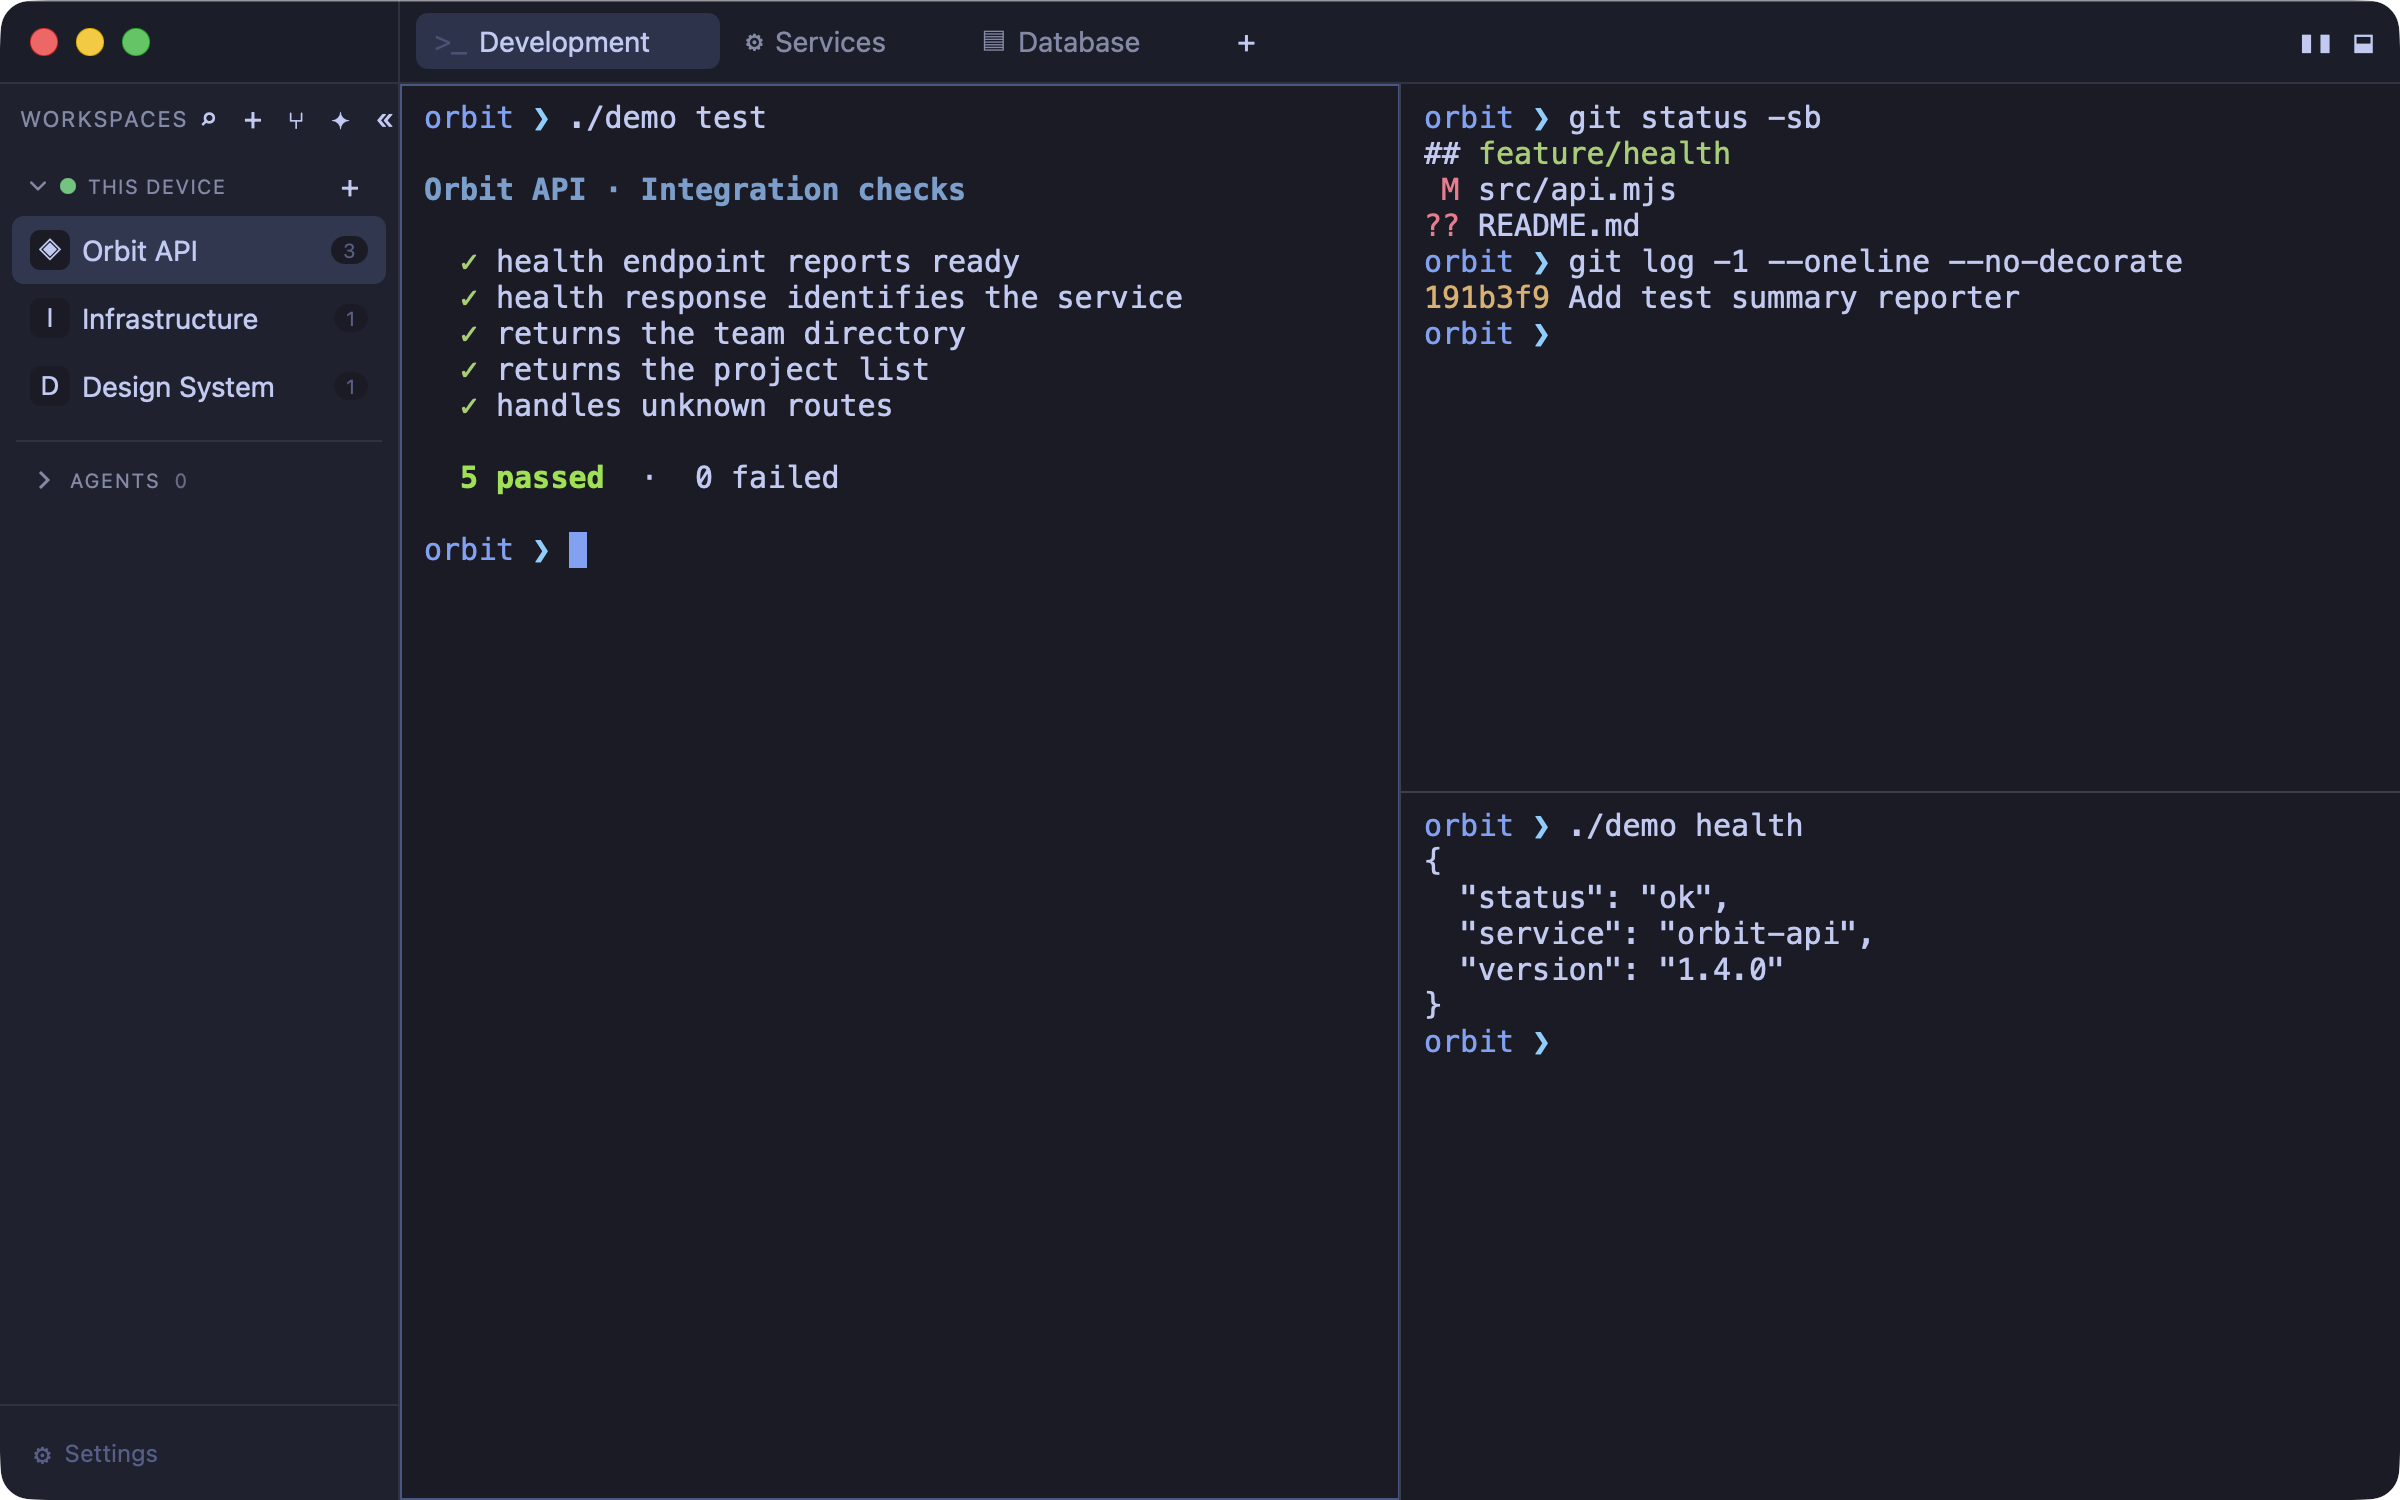 >_ Development
Services
Database
+
WORKSPACES
+
«
THIS DEVICE
+
Orbit API 3
I Infrastructure 1
D Design System 1
AGENTS 0
Settings
orbit ❯ ./demo test
Orbit API · Integration checks
✓ health endpoint reports ready
✓ health response identifies the service
✓ returns the team directory
✓ returns the project list
✓ handles unknown routes
5 passed · 0 failed
orbit ❯
orbit ❯ git status -sb
## feature/health
M src/api.mjs
?? README.md
orbit ❯ git log -1 --oneline --no-decorate
191b3f9 Add test summary reporter
orbit ❯
orbit ❯ ./demo health
{
"status": "ok",
"service": "orbit-api",
"version": "1.4.0"
}
orbit ❯